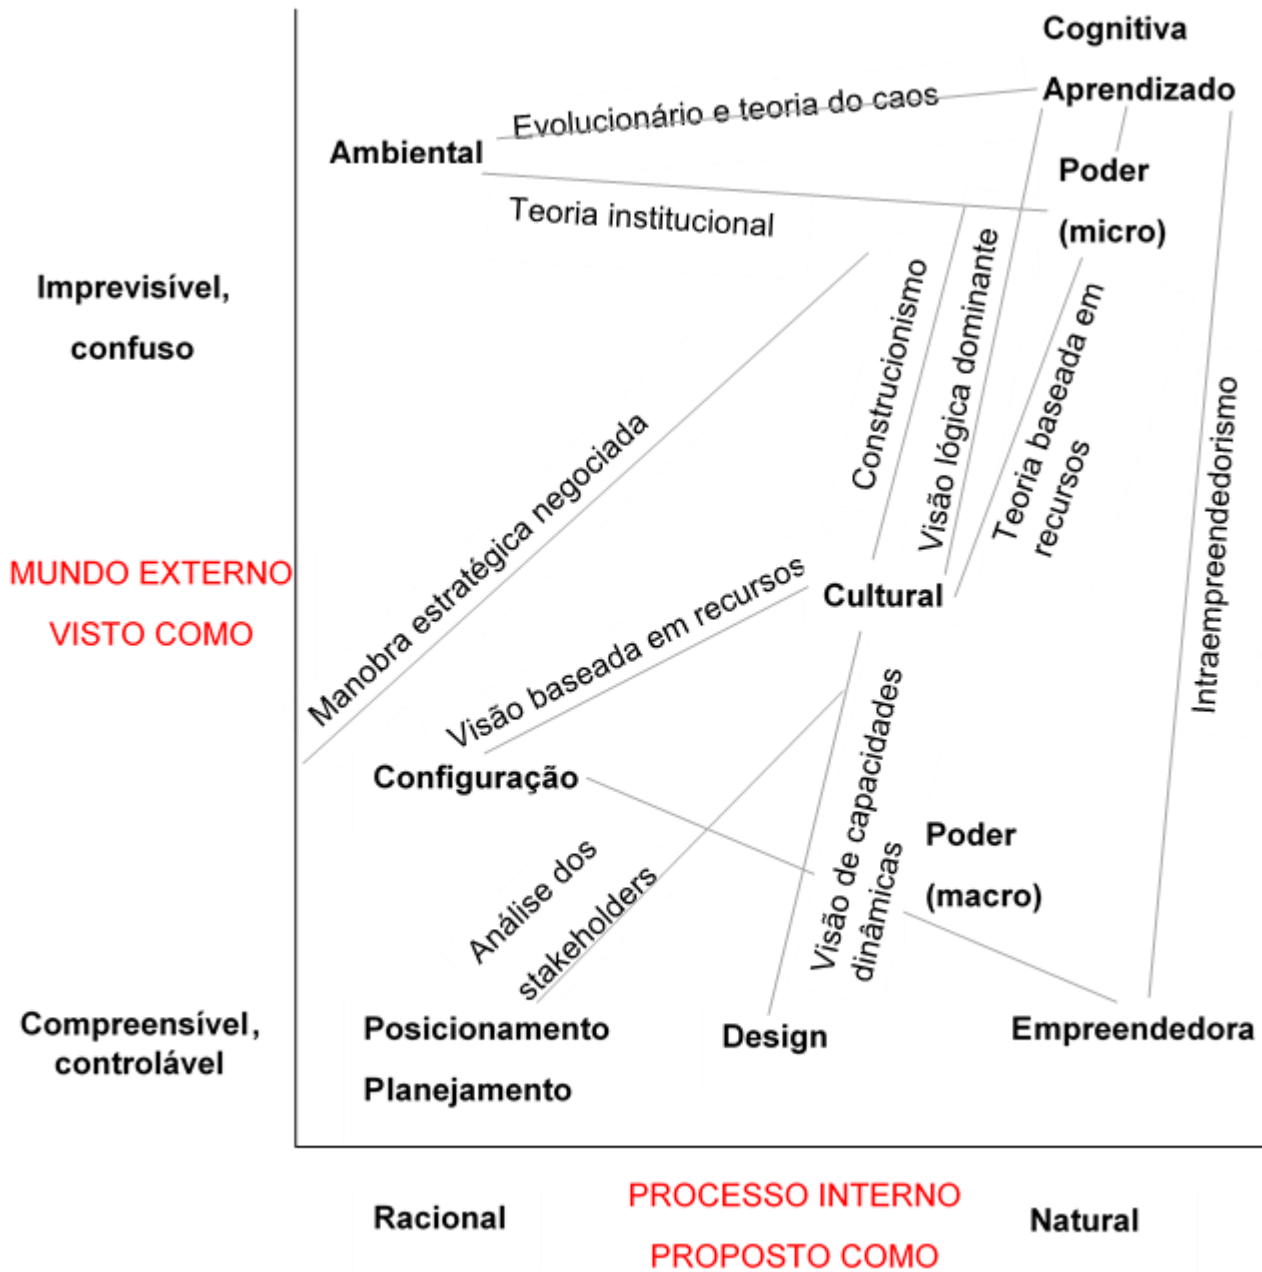 Cognitiva
Aprendizado
Evolucionário e teoria do caos
Ambiental
Poder
(micro)
Teoria institucional
Imprevisível,
confuso
Construcionismo
Visão lógica dominante
Teoria baseada em
recursos
Intraempreendedorismo
Manobra estratégica negociada
MUNDO EXTERNO
VISTO COMO
Visão baseada em recursos
Cultural
Configuração
Visão de capacidades
dinâmicas
Poder
(macro)
Análise dos
stakeholders
Compreensível,
controlável
Posicionamento
Planejamento
Design
Empreendedora
Racional
PROCESSO INTERNO
PROPOSTO COMO
Natural